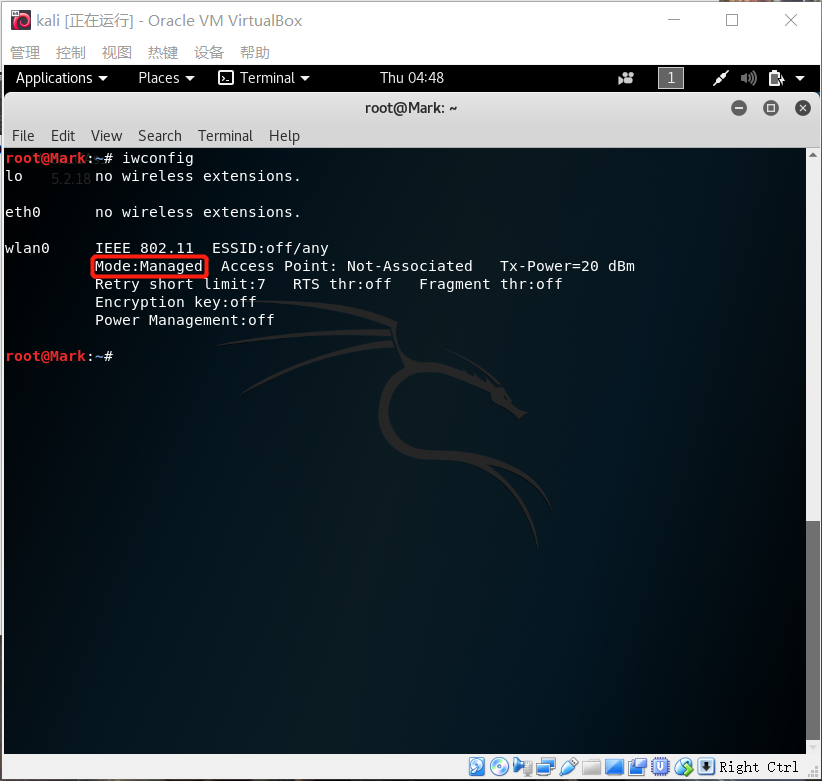 kali [正在运行] - Oracle VM VirtualBox
管理 控制 视图 热键 设备 帮助
Applications Places Terminal Thu 04:48 1
root@Mark: ~
File Edit View Search Terminal Help
root@Mark:~# iwconfig
lo no wireless extensions.
5.2.18
eth0 no wireless extensions.
wlan0 IEEE 802.11 ESSID:off/any
Mode:Managed Access Point: Not-Associated Tx-Power=20 dBm
Retry short limit:7 RTS thr:off Fragment thr:off
Encryption key:off
Power Management:off
root@Mark:~#
Right Ctrl